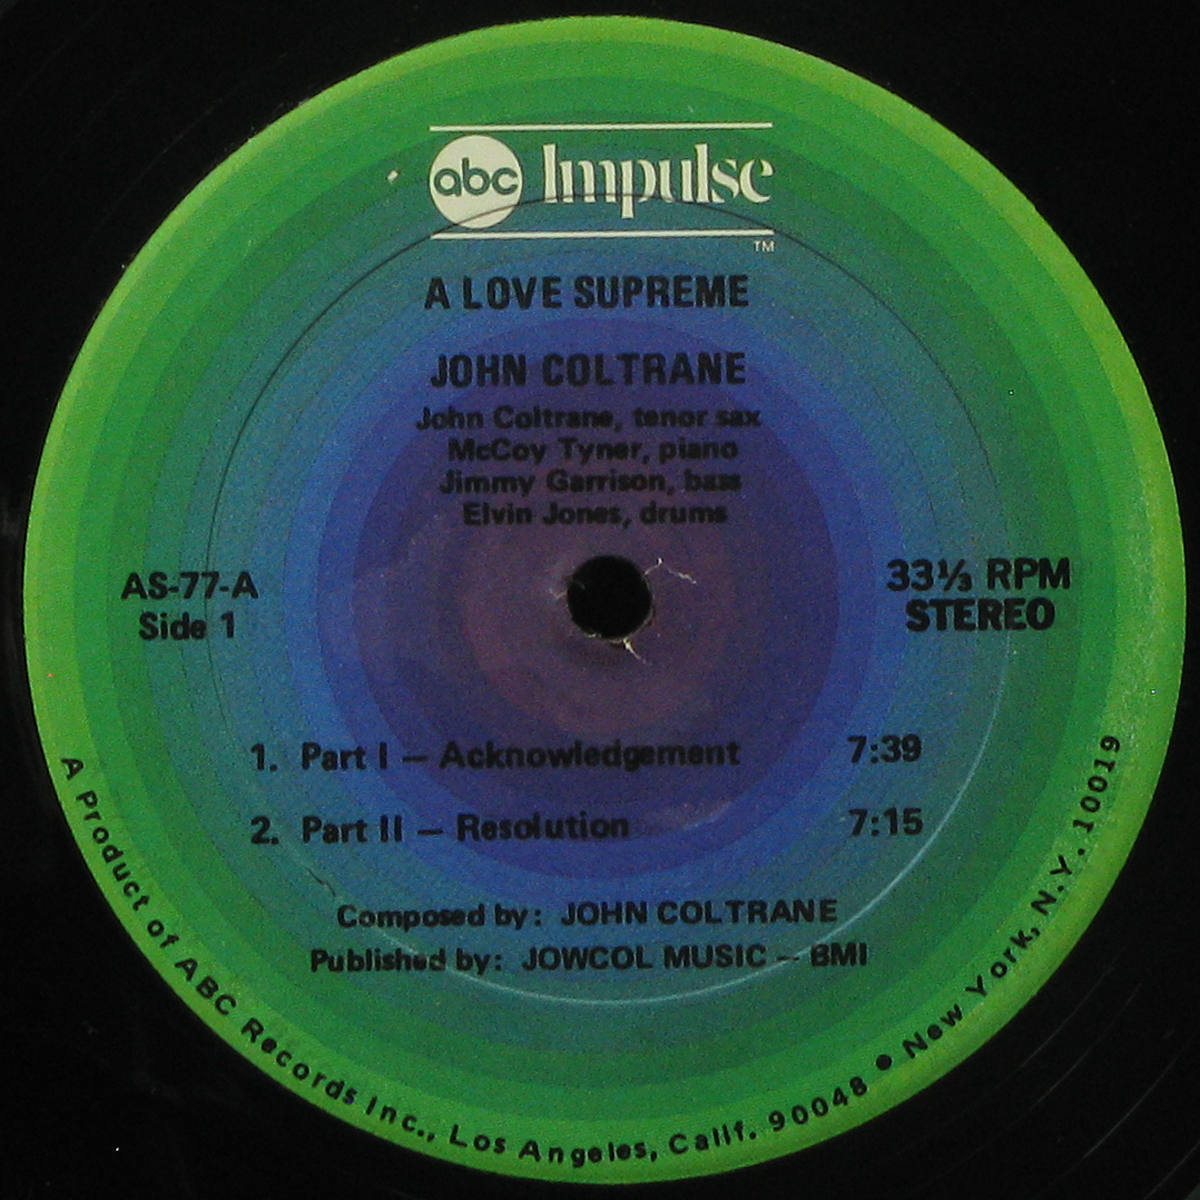 abc Impulse
TM
A LOVE SUPREME
JOHN COLTRANE
John Coltrane, tenor sax
McCoy Tyner, piano
Jimmy Garrison, bass
Elvin Jones, drums
AS-77-A
Side 1
33⅓ RPM
STEREO
1. Part I — Acknowledgement 7:39
2. Part II — Resolution 7:15
Composed by: JOHN COLTRANE
Published by: JOWCOL MUSIC — BMI
A Product of ABC Records Inc., Los Angeles, Calif. 90048 • New York, N.Y. 10019